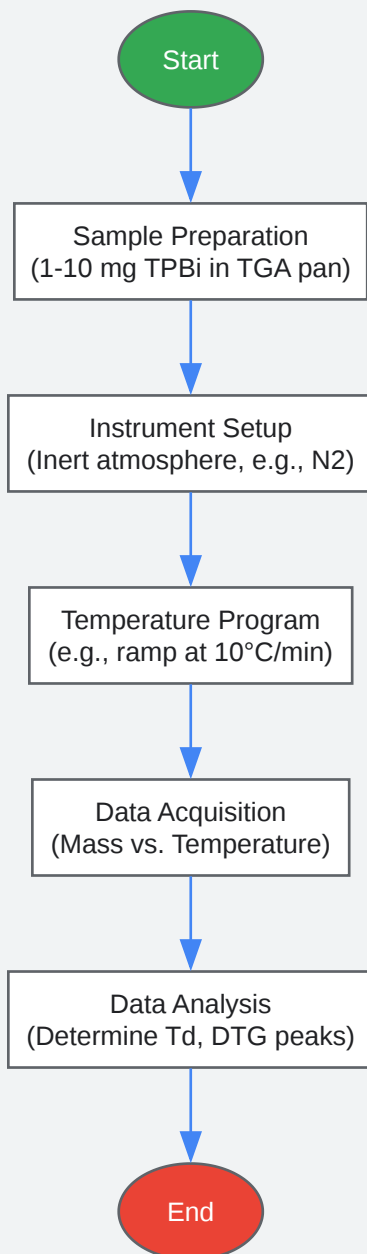 Start
Sample Preparation
(1-10 mg TPBi in TGA pan)
Instrument Setup
(Inert atmosphere, e.g., N2)
Temperature Program
(e.g., ramp at 10°C/min)
Data Acquisition
(Mass vs. Temperature)
Data Analysis
(Determine Td, DTG peaks)
End